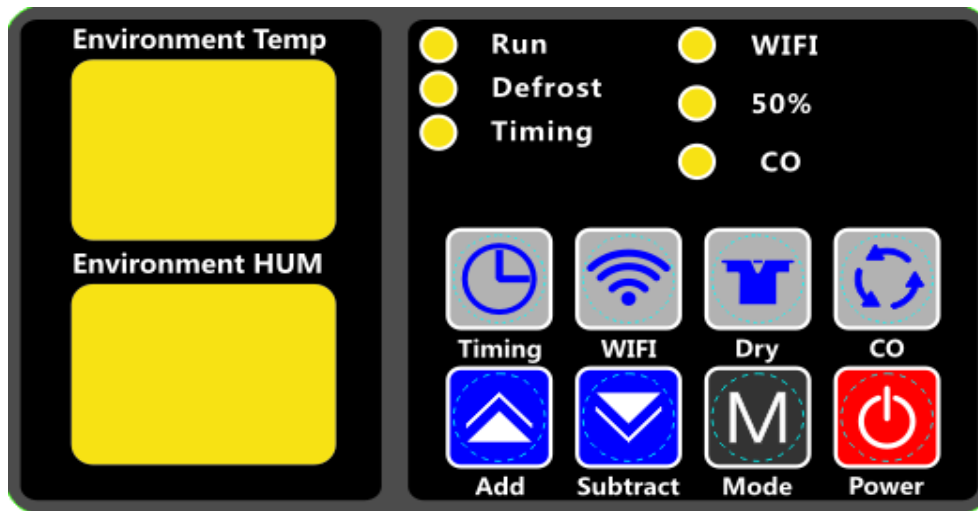 Environment Temp
Environment HUM
Run
Defrost
Timing
WIFI
50%
CO
Timing
WIFI
Dry
CO
M
Add
Subtract
Mode
Power